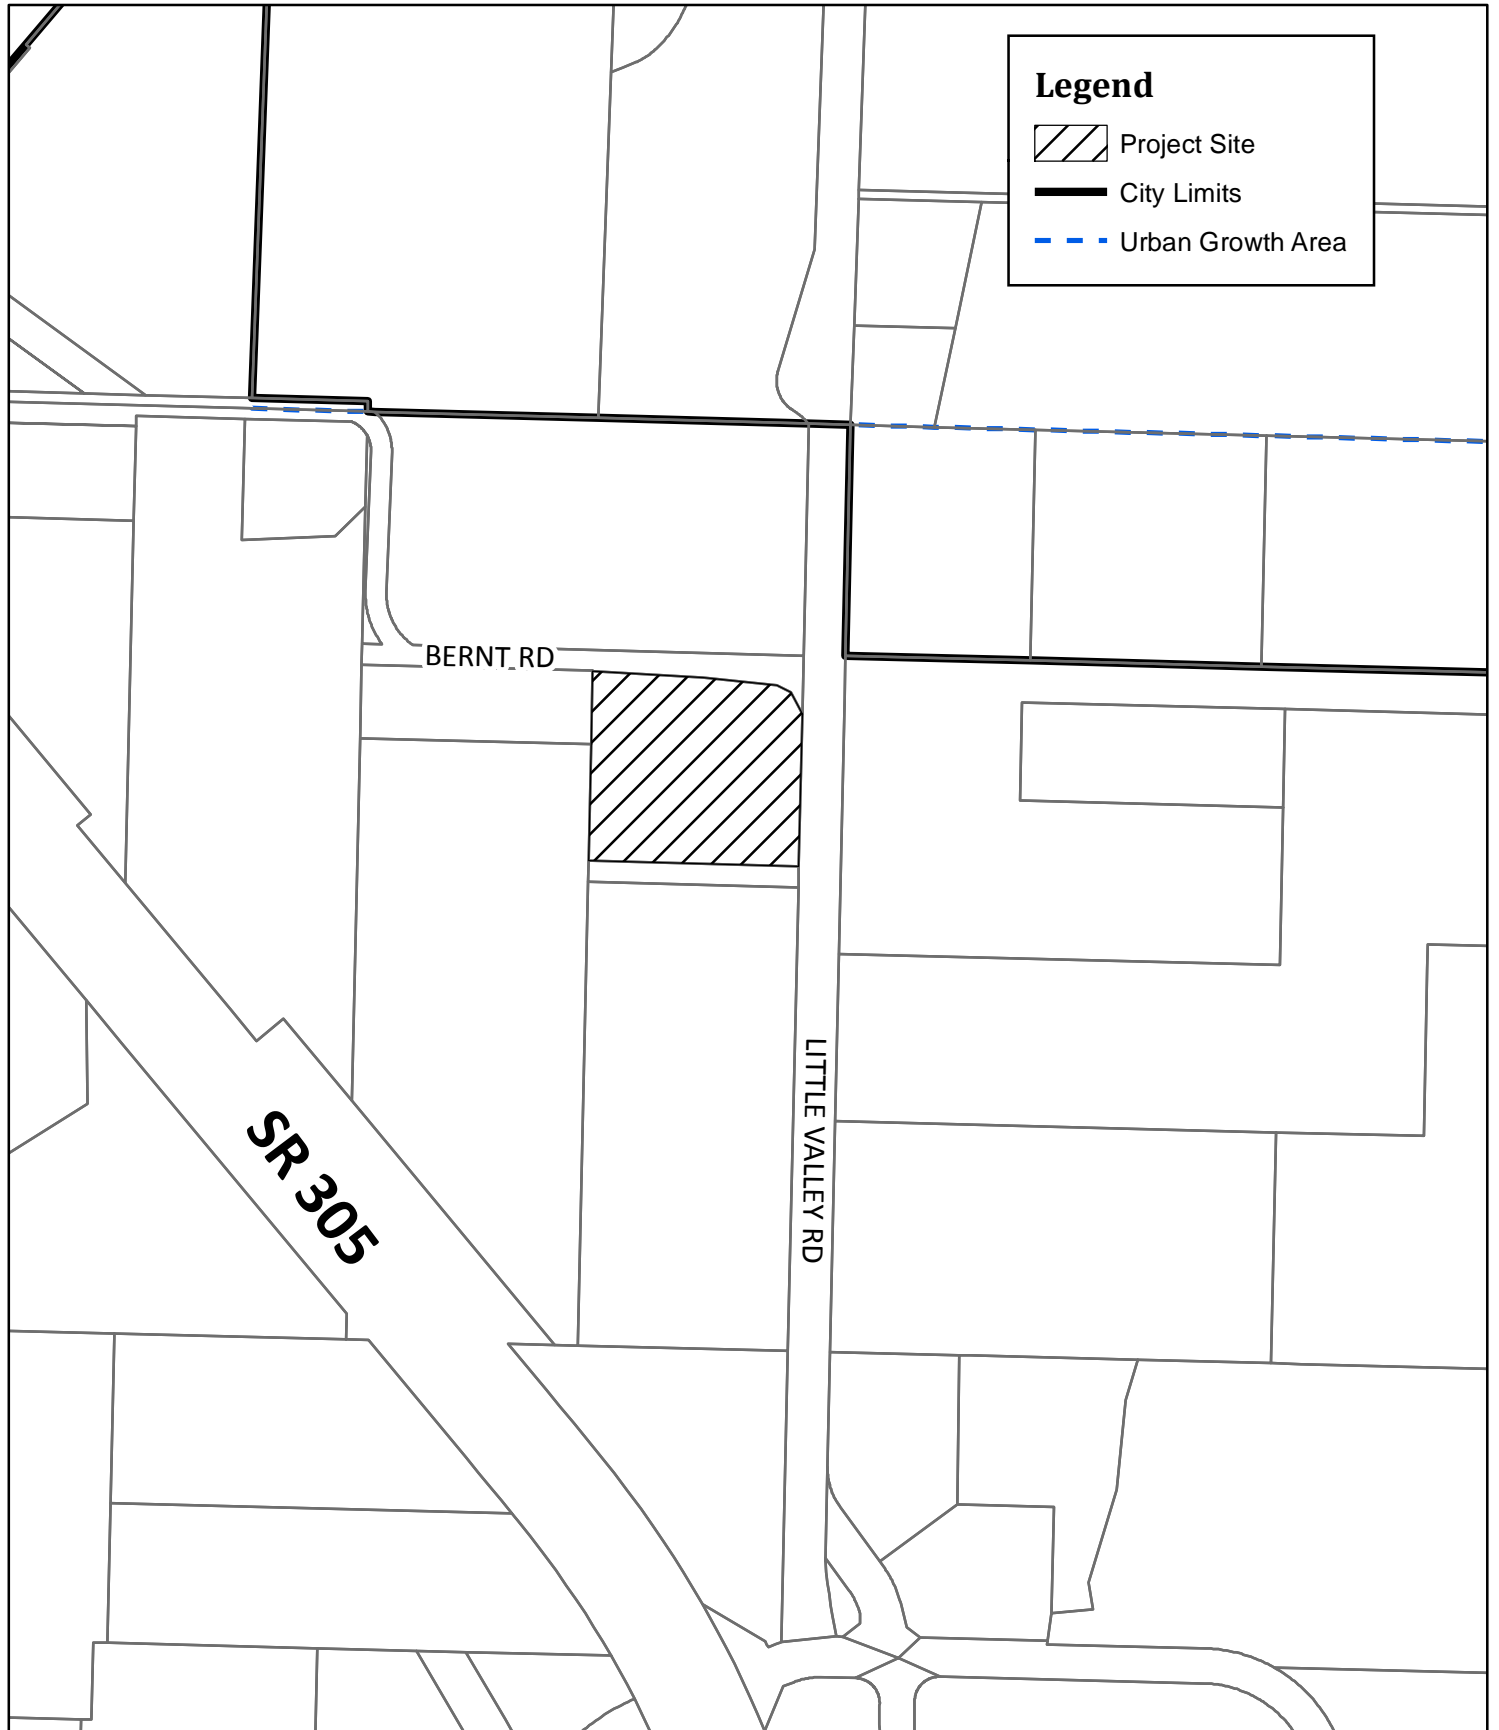 Legend
Project Site
City Limits
Urban Growth Area
BERNT RD
LITTLE VALLEY RD
SR 305